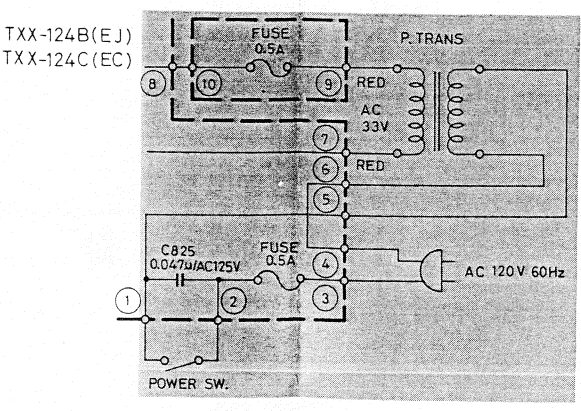 TXX-124B(EJ)
TXX-124C(EC)
FUSE
0.5A
P. TRANS
8
10
9
RED
AC
33V
7
6
RED
5
C825
0.047u/AC125V
FUSE
0.5A
4
AC 120V 60Hz
1
2
3
POWER SW.